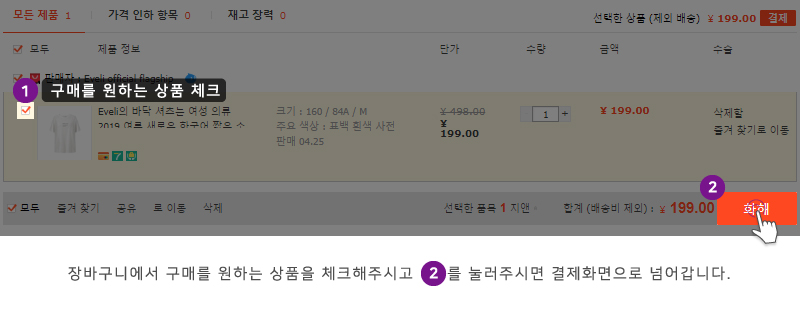 모든 제품 1 가격 인하 항목 0 재고 장력 0
선택한 상품 (제외 배송) ¥ 199.00 결제
모두 제품 정보 단가 수량 금액 수술
판매자 : Eveli official flagship
1 구매를 원하는 상품 체크
Eveli의 바닥 셔츠는 여성 의류 크기 : 160 / 84A / M ¥ 498.00 - 1 + ¥ 199.00 삭제할
2019 여름 새로운 한국어 짧은 소 주요 색상 : 표백 흰색 사전 ¥ 199.00 즐겨 찾기로 이동
판매 04.25
2
모두 즐겨 찾기 공유 로 이동 삭제 선택한 품목 1 지앤 합계 (배송비 제외) : ¥ 199.00
장바구니에서 구매를 원하는 상품을 체크해주시고 2를 눌러주시면 결제화면으로 넘어갑니다.